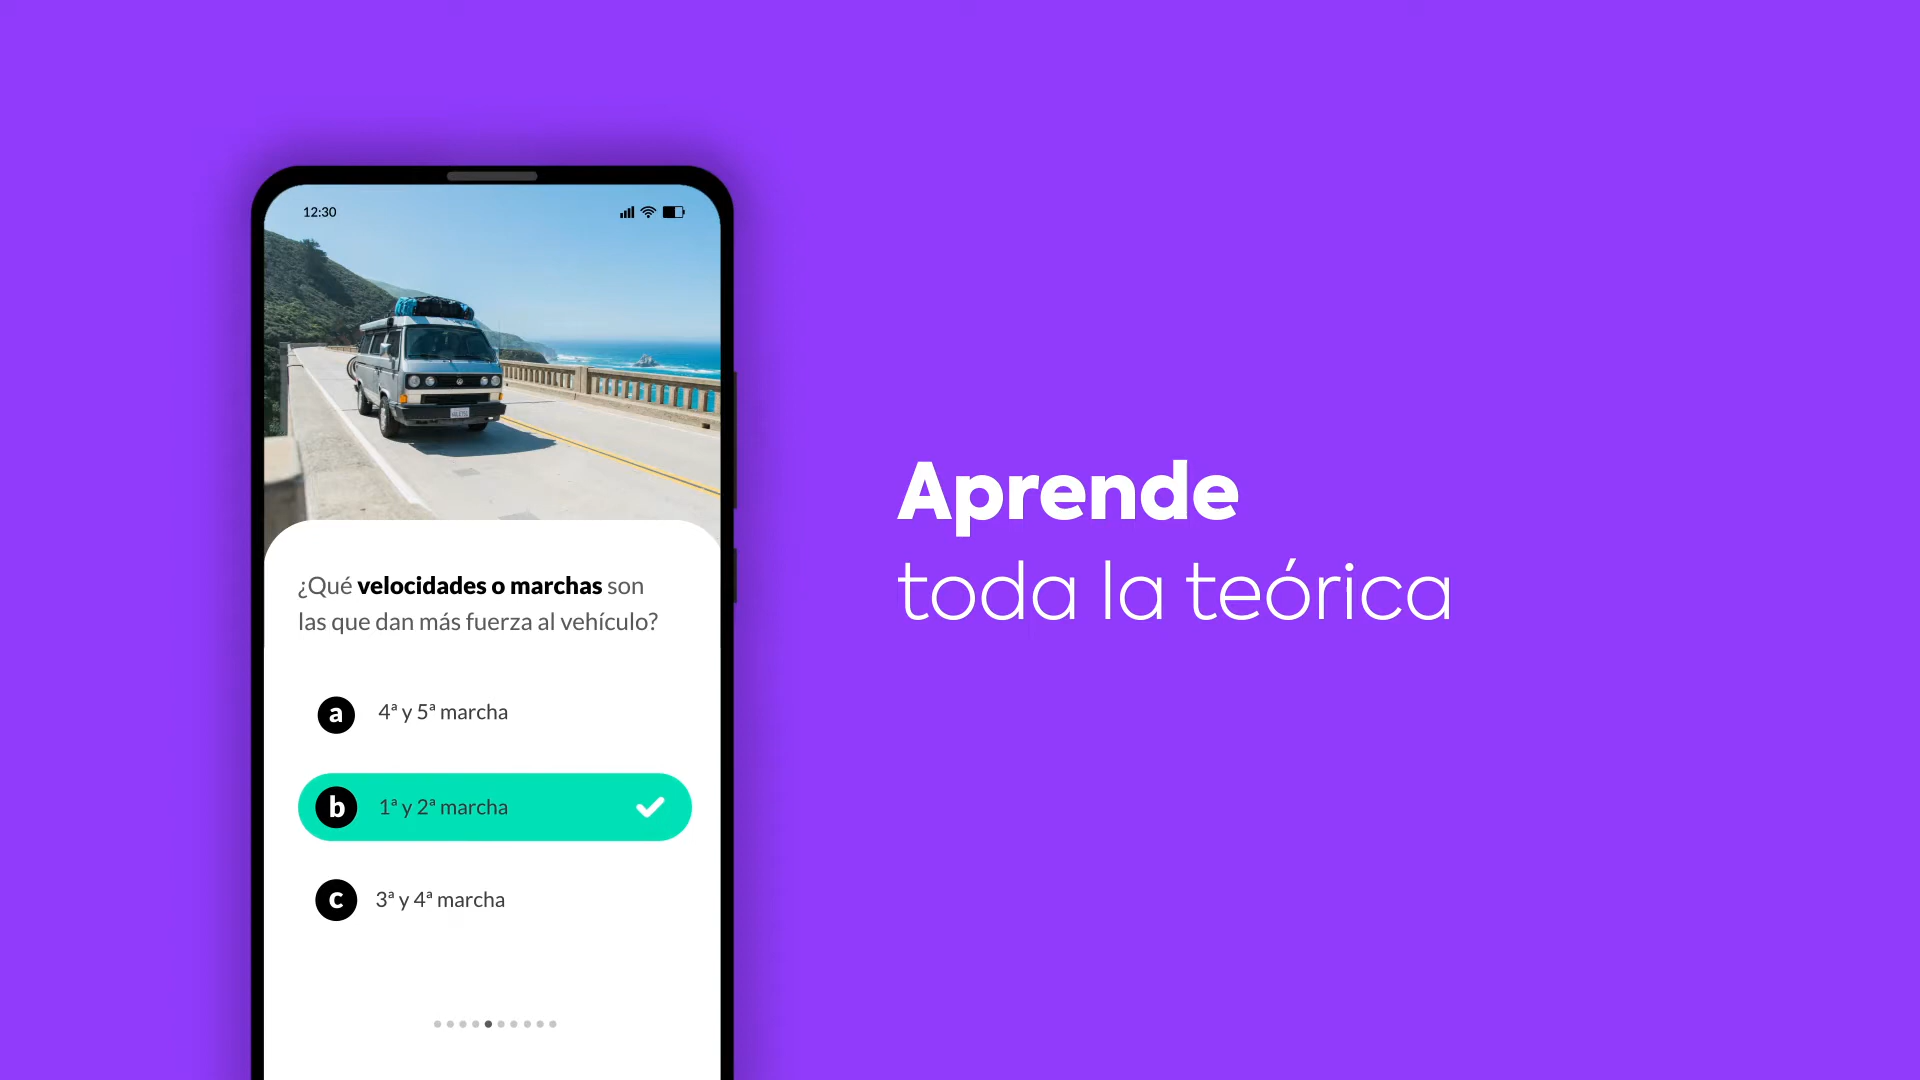 12:30
¿Qué velocidades o marchas son
las que dan más fuerza al vehículo?
a 4ª y 5ª marcha
b 1ª y 2ª marcha
c 3ª y 4ª marcha
Aprende
toda la teórica